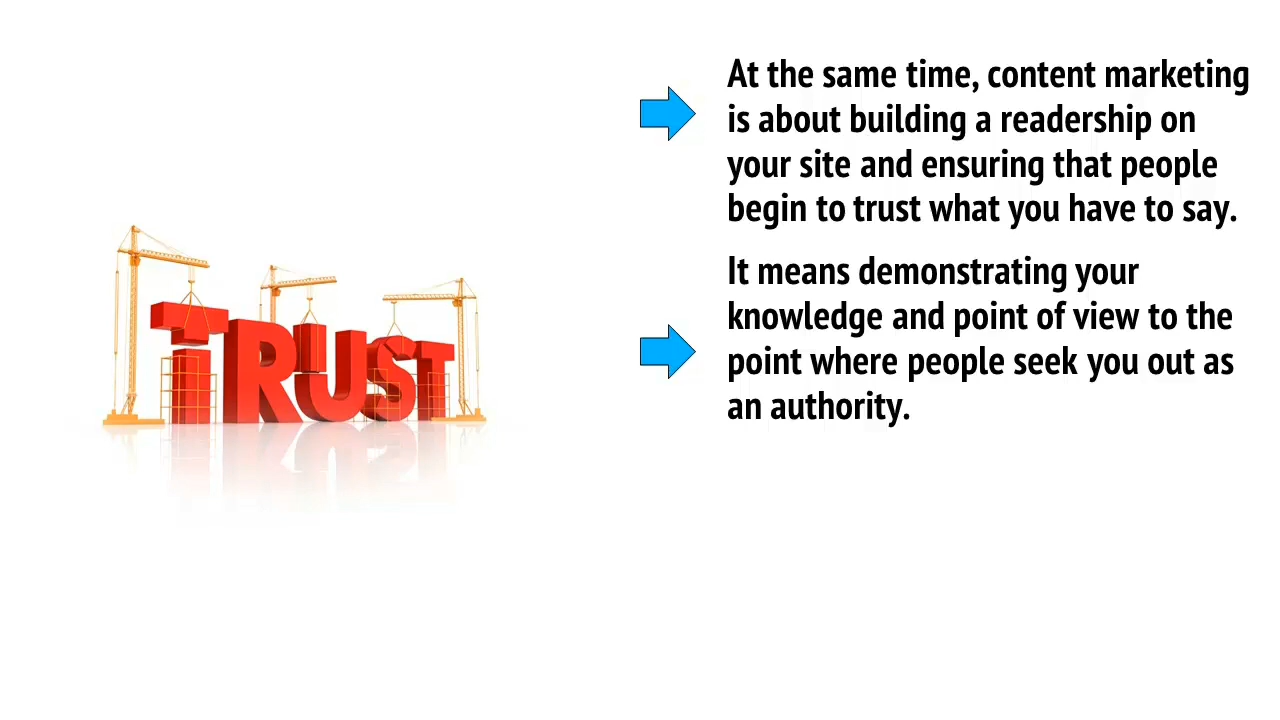 TRUST
At the same time, content marketing
is about building a readership on
your site and ensuring that people
begin to trust what you have to say.
It means demonstrating your
knowledge and point of view to the
point where people seek you out as
an authority.